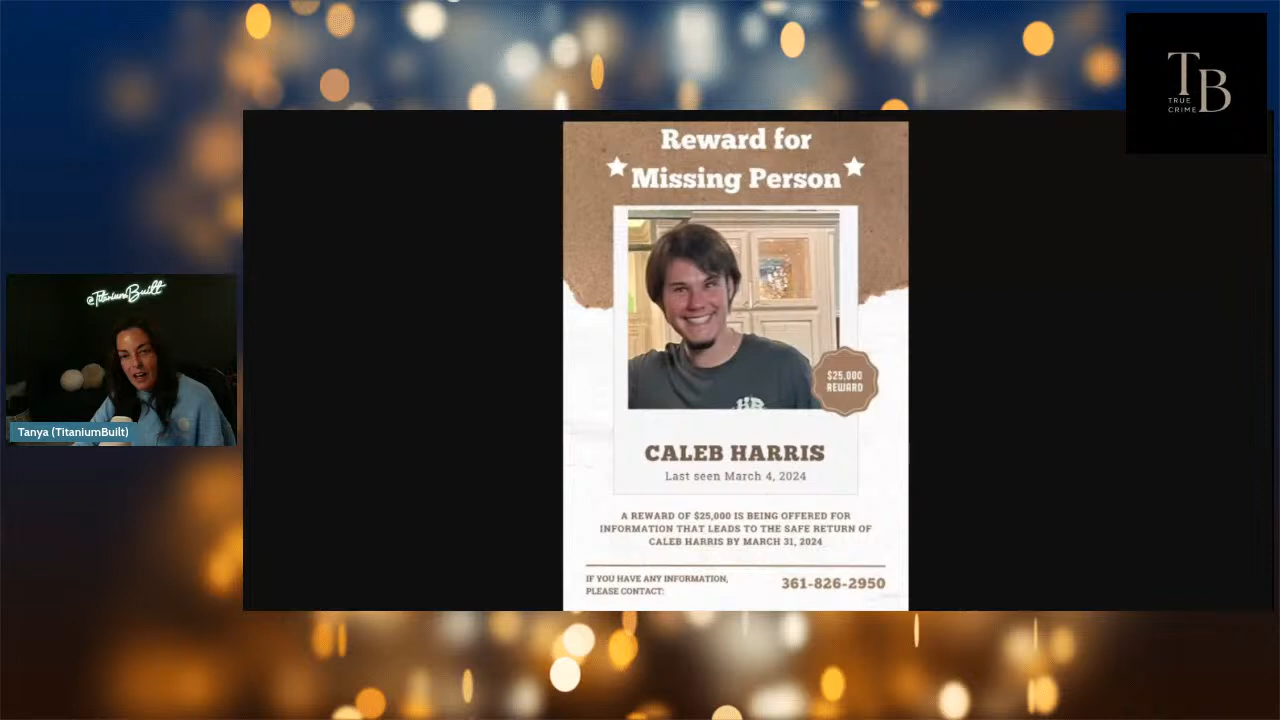 TB
TRUE
CRIME
Reward for
Missing Person
$25,000
REWARD
@TitaniumBuilt
Tanya (TitaniumBuilt)
CALEB HARRIS
Last seen March 4, 2024
A REWARD OF $25,000 IS BEING OFFERED FOR
INFORMATION THAT LEADS TO THE SAFE RETURN OF
CALEB HARRIS BY MARCH 31, 2024
IF YOU HAVE ANY INFORMATION,
PLEASE CONTACT:
361-826-2950